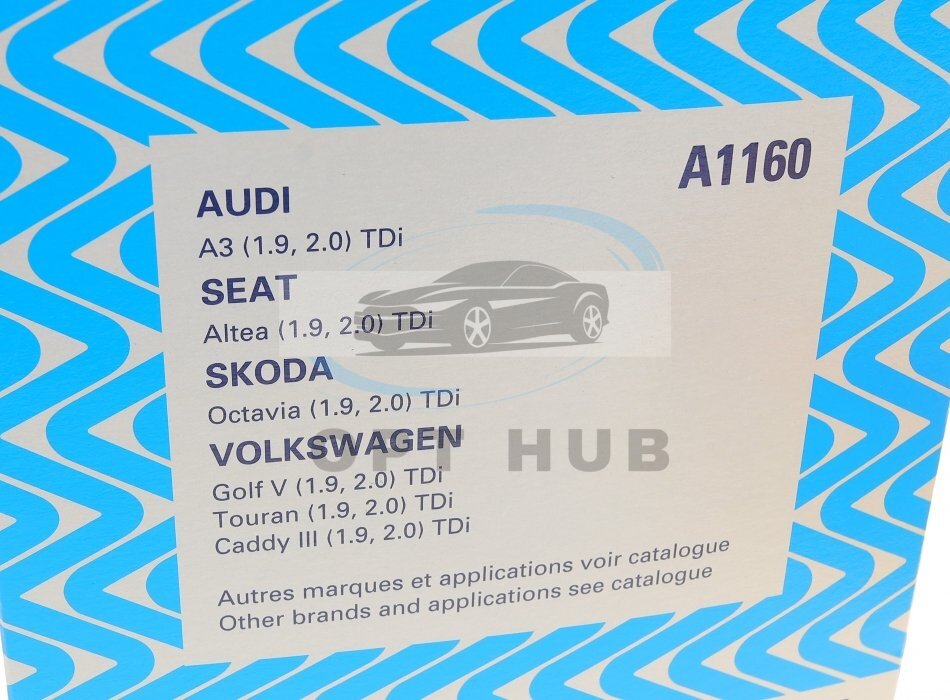 A1160
AUDI
A3 (1.9, 2.0) TDi
SEAT
Altea (1.9, 2.0) TDi
SKODA
Octavia (1.9, 2.0) TDi
VOLKSWAGEN
OPT HUB
Golf V (1.9, 2.0) TDi
Touran (1.9, 2.0) TDi
Caddy III (1.9, 2.0) TDi
Autres marques et applications voir catalogue
Other brands and applications see catalogue